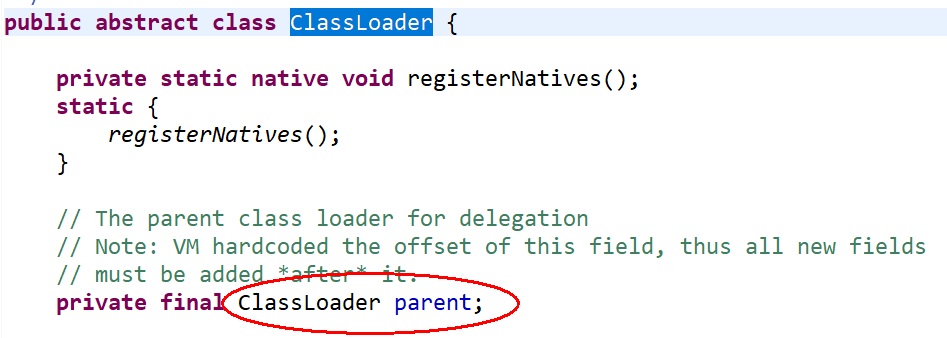 public abstract class ClassLoader {
private static native void registerNatives();
static {
registerNatives();
}
// The parent class loader for delegation
// Note: VM hardcoded the offset of this field, thus all new fields
// must be added *after* it.
private final ClassLoader parent;